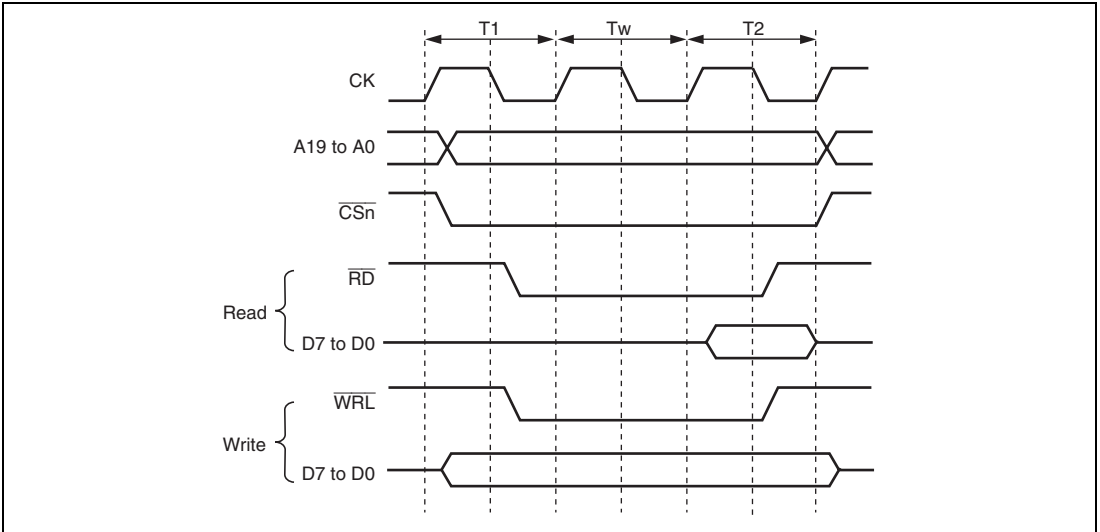 T1 Tw T2
CK
A19 to A0
CSn
RD
Read
D7 to D0
WRL
Write
D7 to D0